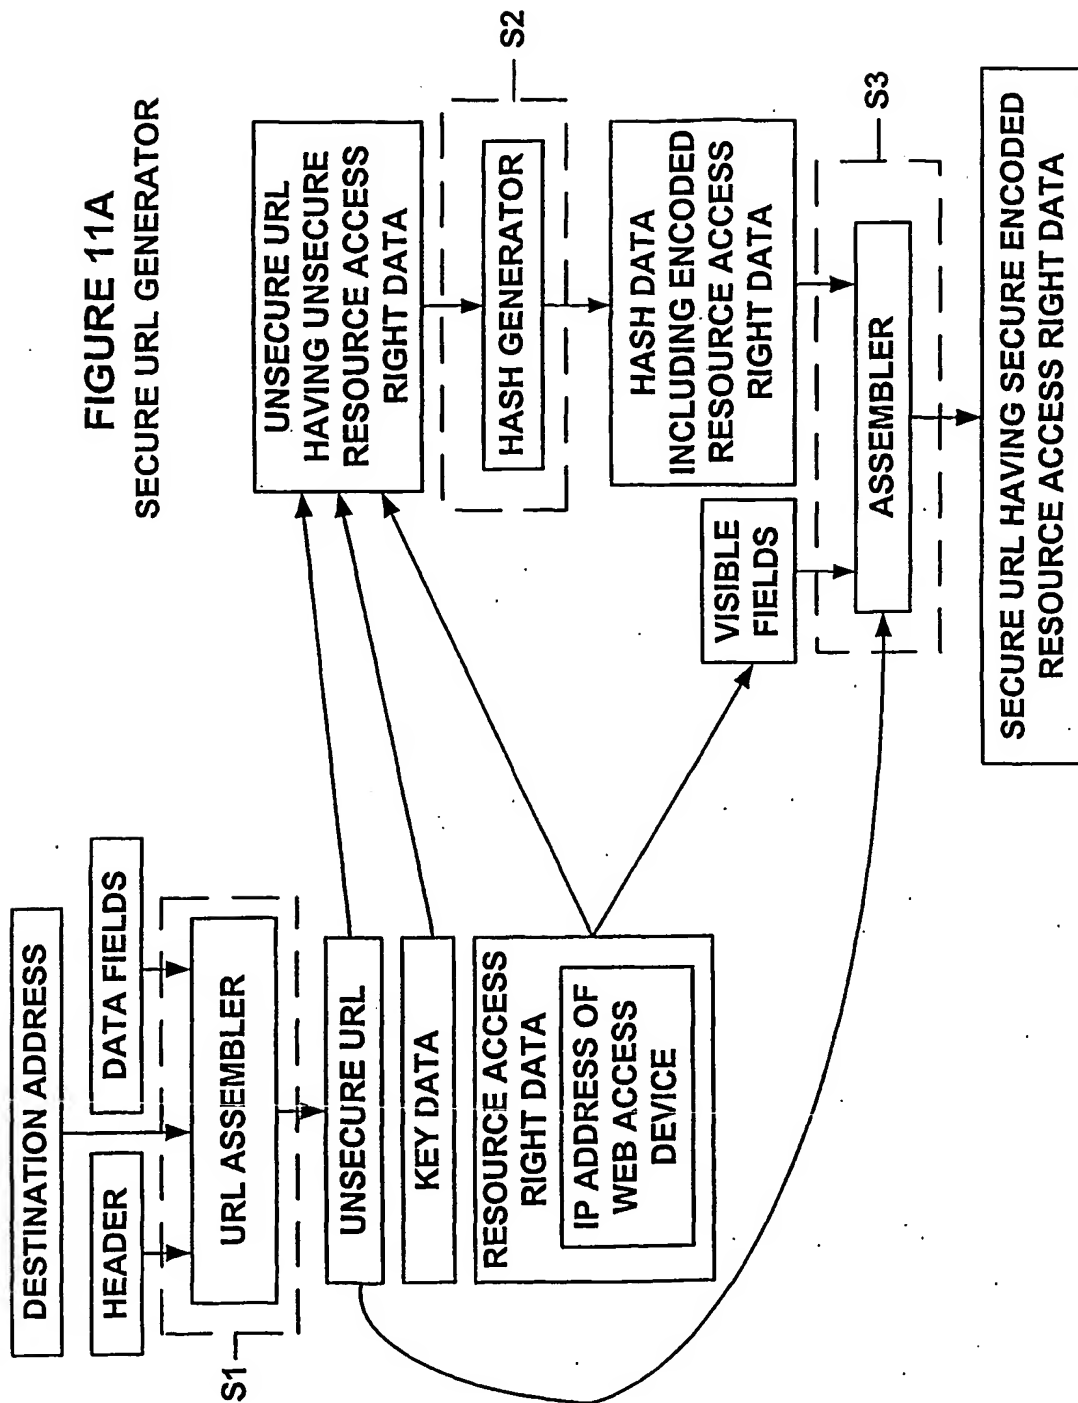 FIGURE 11A
SECURE URL GENERATOR
DESTINATION ADDRESS
HEADER
DATA FIELDS
URL ASSEMBLER
S1
UNSECURE URL
KEY DATA
RESOURCE ACCESS
RIGHT DATA
IP ADDRESS OF
WEB ACCESS
DEVICE
UNSECURE URL
HAVING UNSECURE
RESOURCE ACCESS
RIGHT DATA
HASH GENERATOR
S2
HASH DATA
INCLUDING ENCODED
RESOURCE ACCESS
RIGHT DATA
VISIBLE
FIELDS
ASSEMBLER
S3
SECURE URL HAVING SECURE ENCODED
RESOURCE ACCESS RIGHT DATA